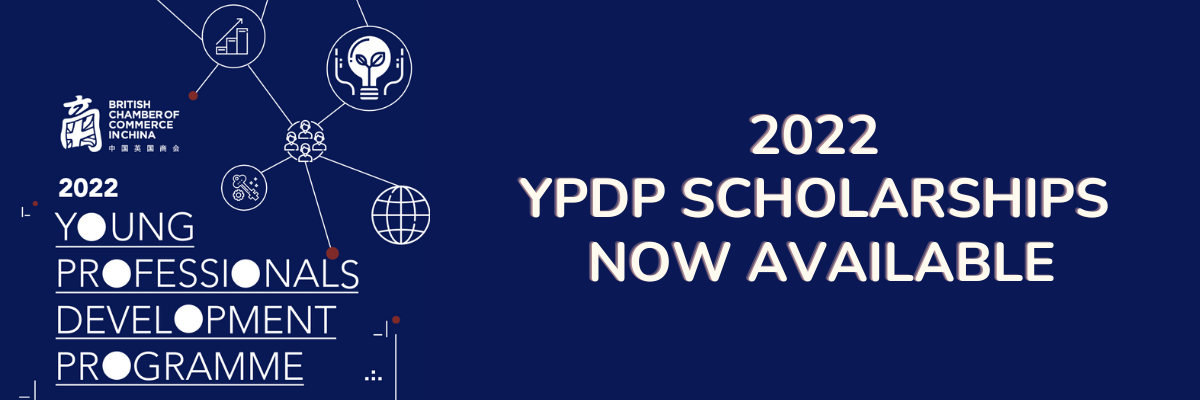 商
BRITISH
CHAMBER OF
COMMERCE
IN CHINA
中国英国商会
2022
YOUNG
PROFESSIONALS
DEVELOPMENT
PROGRAMME
2022
YPDP SCHOLARSHIPS
NOW AVAILABLE